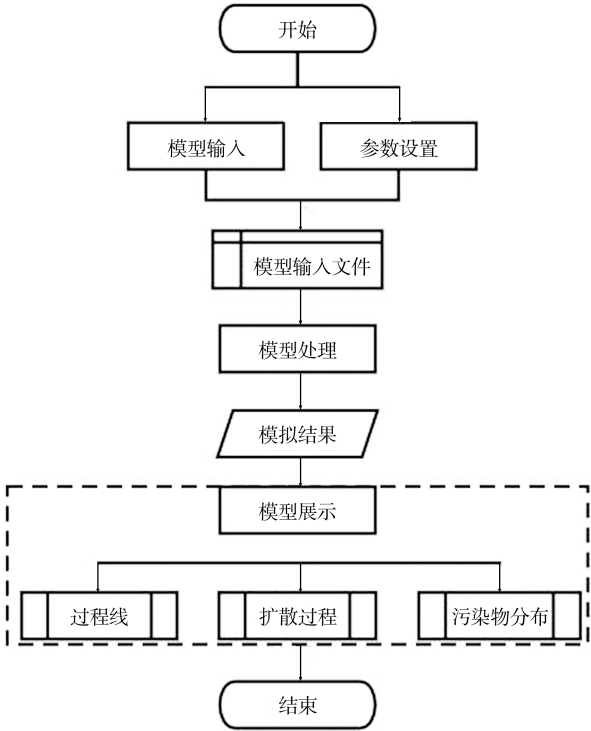 开始
模型输入
参数设置
模型输入文件
模型处理
模拟结果
模型展示
过程线
扩散过程
污染物分布
结束